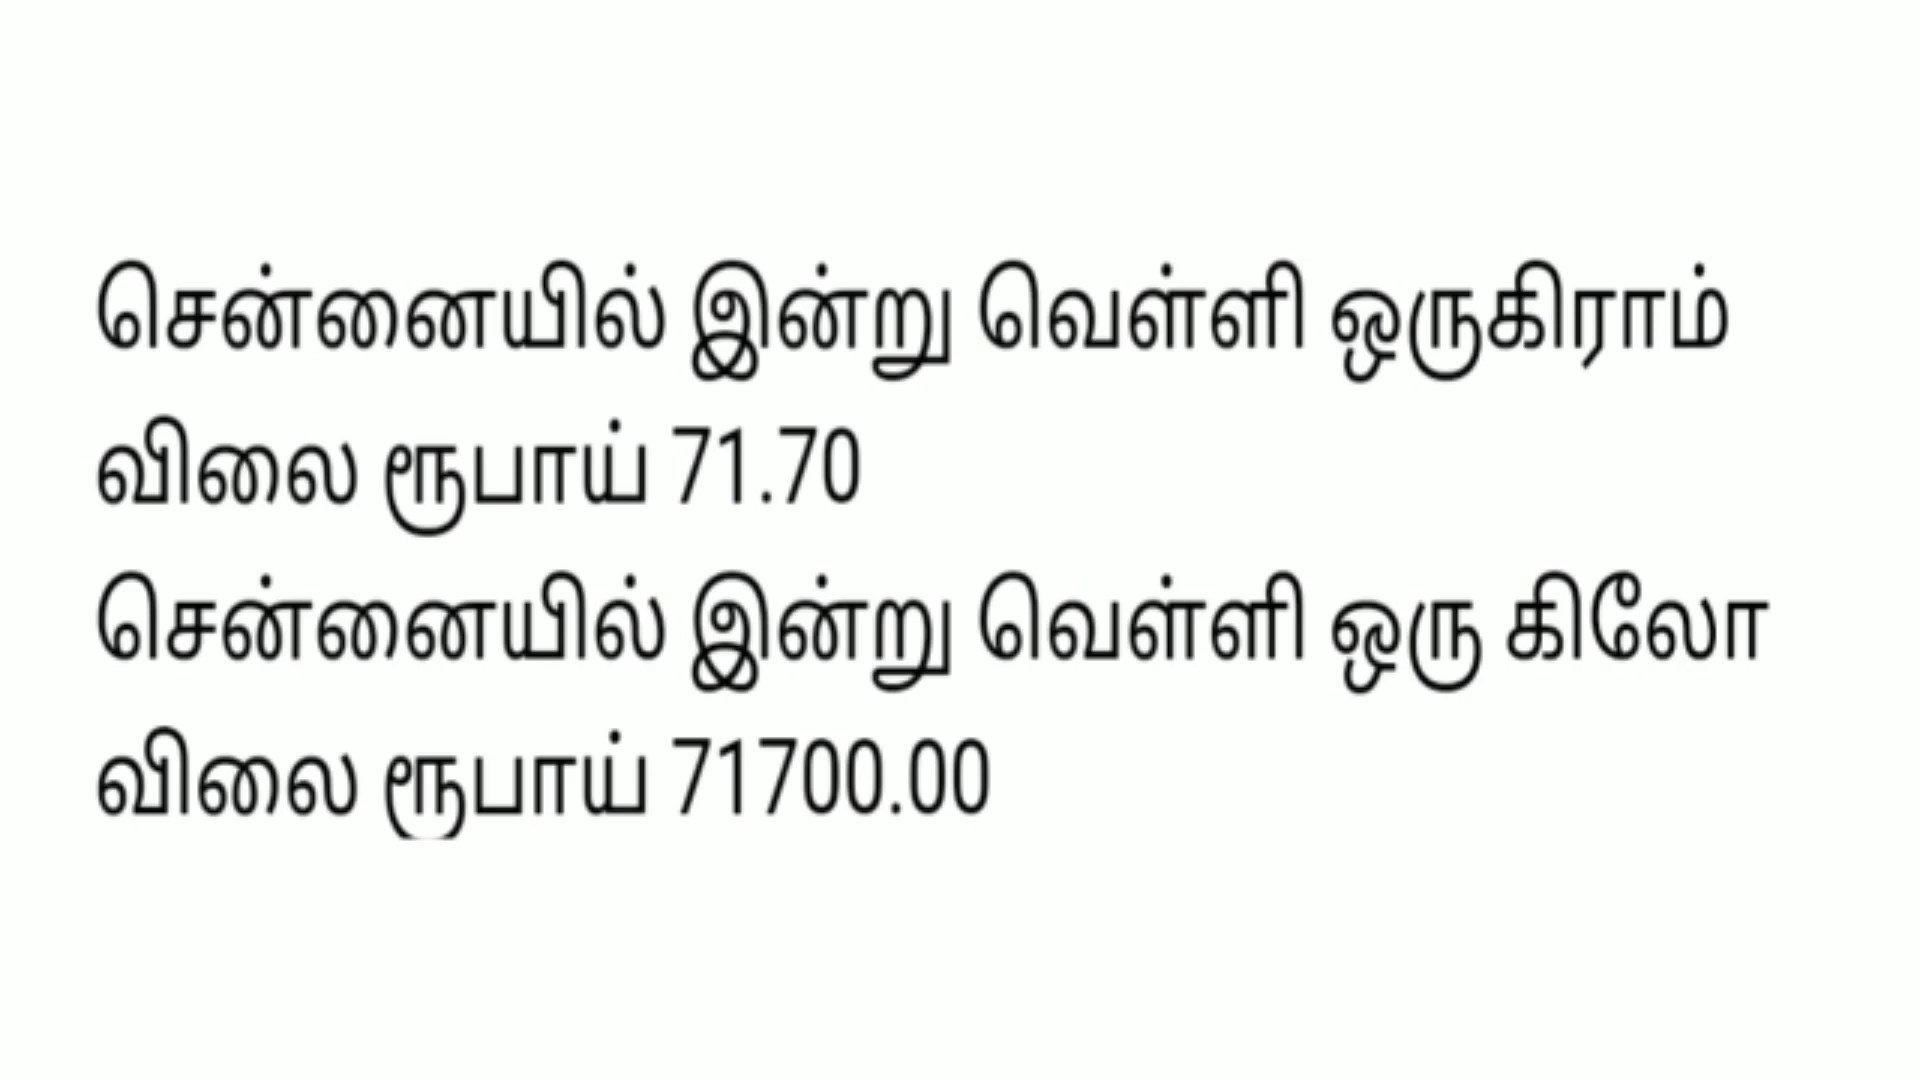 சென்னையில் இன்று வெள்ளி ஒருகிராம்
விலை ரூபாய் 71.70
சென்னையில் இன்று வெள்ளி ஒரு கிலோ
விலை ரூபாய் 71700.00